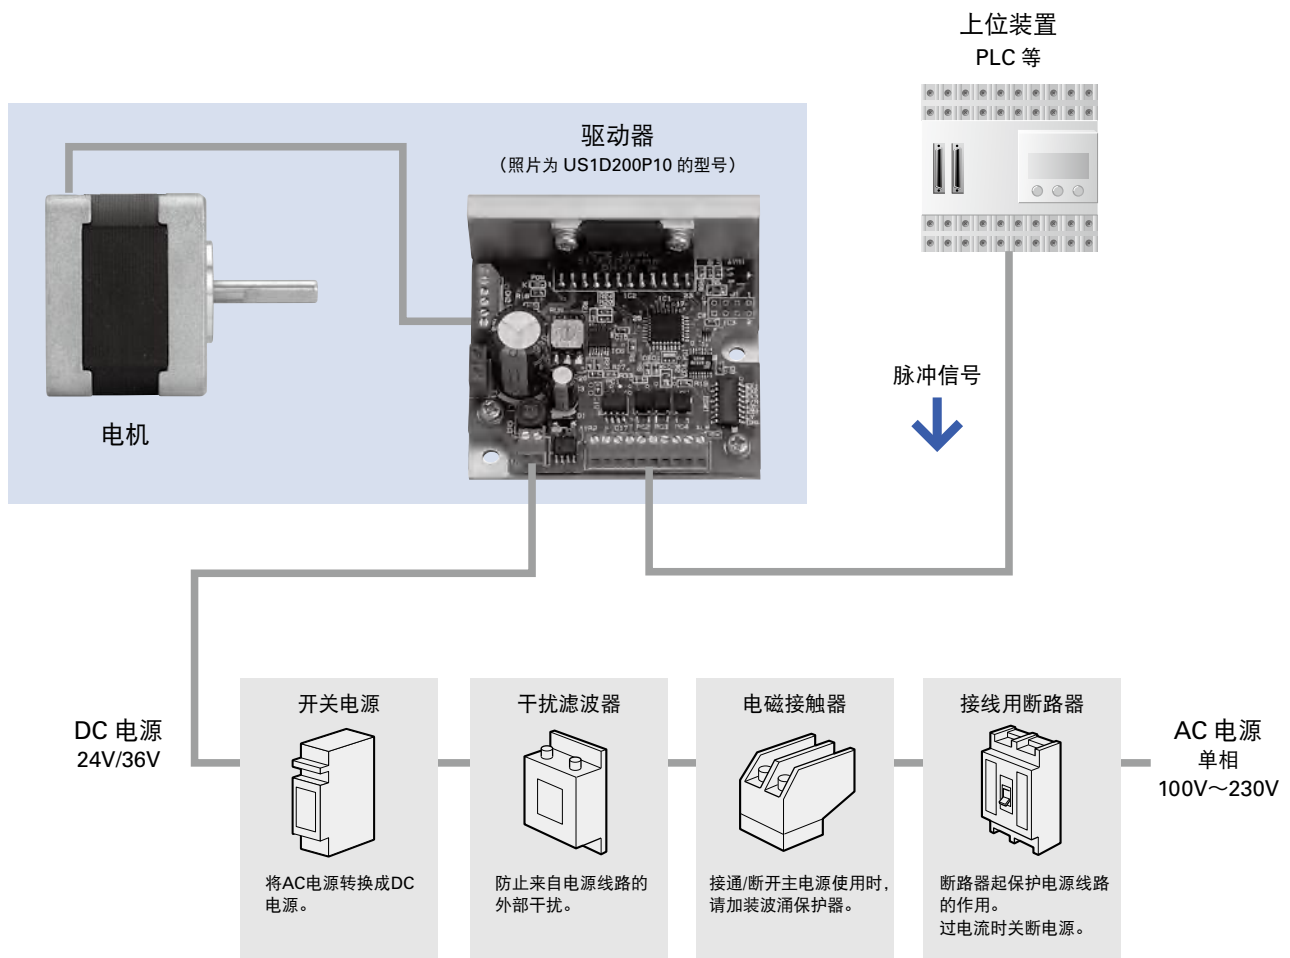 上位装置
PLC 等
驱动器
（照片为 US1D200P10 的型号）
电机
脉冲信号
DC 电源
24V/36V
开关电源
将AC电源转换成DC
电源。
干扰滤波器
防止来自电源线路的
外部干扰。
电磁接触器
接通/断开主电源使用时，
请加装波涌保护器。
接线用断路器
断路器起保护电源线路
的作用。
过电流时关断电源。
AC 电源
单相
100V～230V